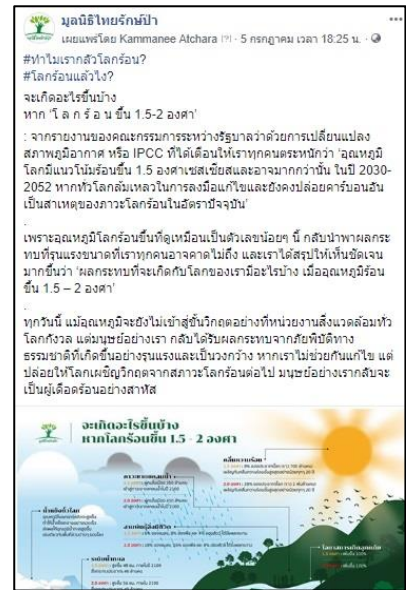 มูลนิธิไทยรักษ์ป่า
เผยแพร่โดย Kammanee Atchara [?] · 5 กรกฎาคม เวลา 18:25 น. ·
#ทำไมเรากลัวโลกร้อน?
#โลกร้อนแล้วไง?
จะเกิดอะไรขึ้นบ้าง
หาก 'โ ล ก ร้ อ น ขึ้น 1.5-2 องศา'
: จากรายงานของคณะกรรมการระหว่างรัฐบาลว่าด้วยการเปลี่ยนแปลง
สภาพภูมิอากาศ หรือ IPCC ที่ได้เตือนให้เราทุกคนตระหนักว่า 'อุณหภูมิ
โลกมีแนวโน้มร้อนขึ้น 1.5 องศาเซลเซียสและอาจมากกว่านั้น ในปี 2030-
2052 หากทั่วโลกล้มเหลวในการลงมือแก้ไขและยังคงปล่อยคาร์บอนอัน
เป็นสาเหตุของภาวะโลกร้อนในอัตราปัจจุบัน'
.
เพราะอุณหภูมิโลกร้อนขึ้นที่ดูเหมือนเป็นตัวเลขน้อยๆ นี้ กลับนำพาผลกระ
ทบที่รุนแรงขนาดที่เราทุกคนอาจคาดไม่ถึง และเราได้สรุปให้เห็นชัดเจน
มากขึ้นว่า 'ผลกระทบที่จะเกิดกับโลกของเรามีอะไรบ้าง เมื่ออุณหภูมิร้อน
ขึ้น 1.5 – 2 องศา'
.
ทุกวันนี้ แม้อุณหภูมิจะยังไม่เข้าสู่ขั้นวิกฤตอย่างที่หน่วยงานสิ่งแวดล้อมทั่ว
โลกกังวล แต่มนุษย์อย่างเรา กลับได้รับผลกระทบจากภัยพิบัติทาง
ธรรมชาติที่เกิดขึ้นอย่างรุนแรงและเป็นวงกว้าง หากเราไม่ช่วยกันแก้ไข แต่
ปล่อยให้โลกเผชิญวิกฤตจากสภาวะโลกร้อนต่อไป มนุษย์อย่างเรากลับจะ
เป็นผู้เดือดร้อนอย่างสาหัส
จะเกิดอะไรขึ้นบ้าง
หากโลกร้อนขึ้น 1.5 - 2 องศา
คลื่นความร้อน
น้ำแข็งขั้วโลก
ระดับน้ำทะเล